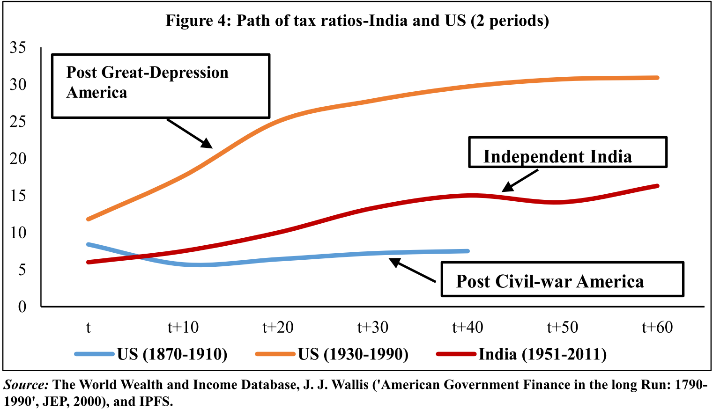 Figure 4: Path of tax ratios-India and US (2 periods)
35
30
25
20
15
10
5
0
Post Great-Depression
America
Independent India
Post Civil-war America
t t+10 t+20 t+30 t+40 t+50 t+60
US (1870-1910) US (1930-1990) India (1951-2011)
Source: The World Wealth and Income Database, J. J. Wallis ('American Government Finance in the long Run: 1790-
1990', JEP, 2000), and IPFS.